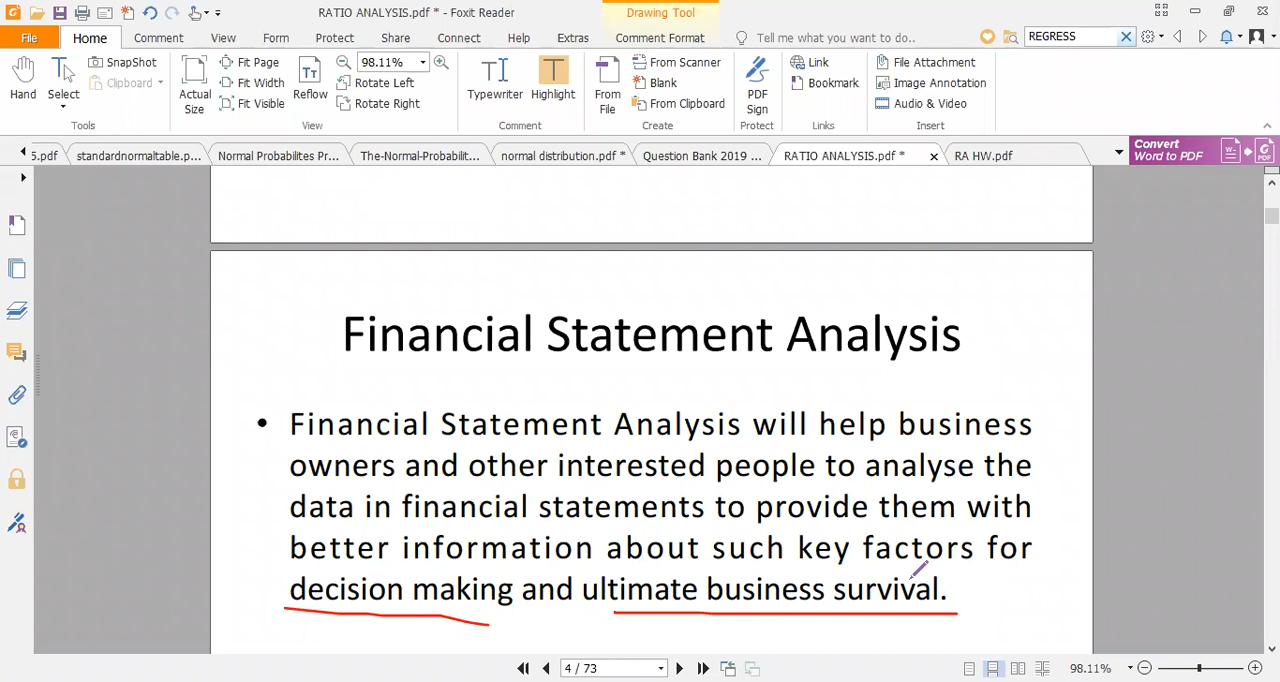 RATIO ANALYSIS.pdf * - Foxit Reader
Drawing Tool
File
Home
Comment
View
Form
Protect
Share
Connect
Help
Extras
Comment Format
Tell me what you want to do..
REGRESS
Hand
Select
SnapShot
Clipboard
Tools
Actual
Size
Fit Page
Fit Width
Fit Visible
Reflow
98.11%
Rotate Left
Rotate Right
View
Typewriter
Highlight
Comment
From
File
From Scanner
Blank
From Clipboard
Create
PDF
Sign
Protect
Link
Bookmark
Links
File Attachment
Image Annotation
Audio & Video
Insert
5.pdf
standardnormaltable.p...
Normal Probabilites Pr...
The-Normal-Probabilit...
normal distribution.pdf *
Question Bank 2019 ...
RATIO ANALYSIS.pdf *
RA HW.pdf
Convert
Word to PDF
Financial Statement Analysis
• Financial Statement Analysis will help business
owners and other interested people to analyse the
data in financial statements to provide them with
better information about such key factors for
decision making and ultimate business survival.
4 / 73
98.11%